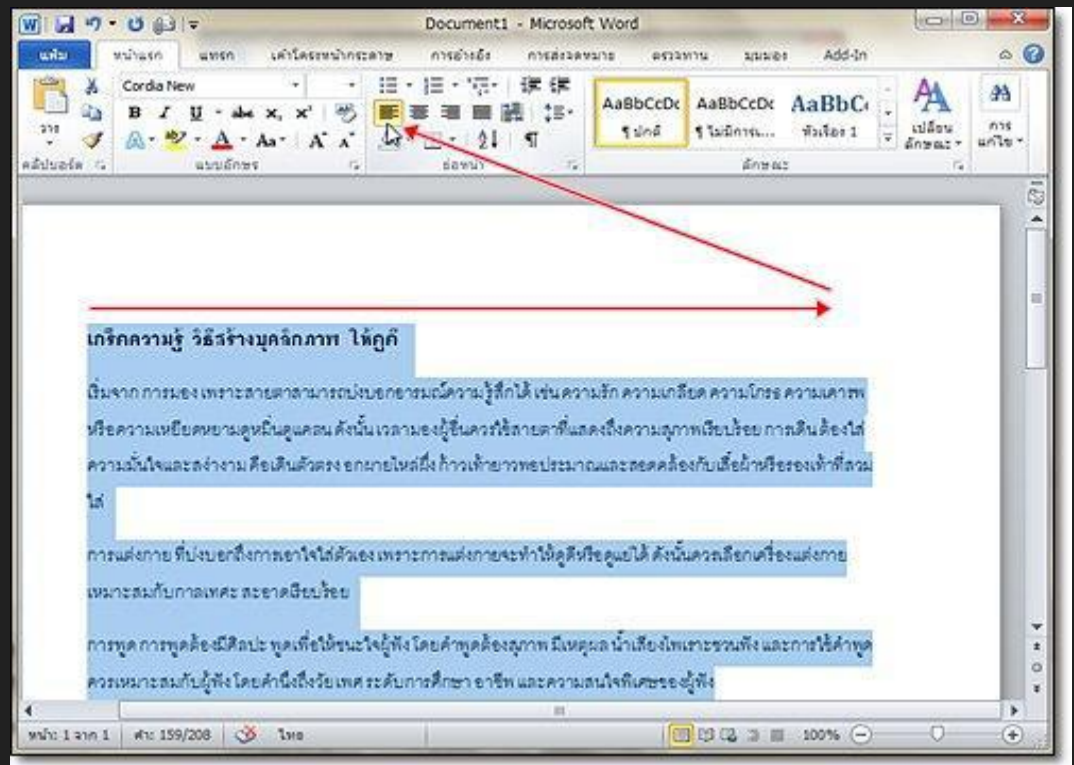 Document1 - Microsoft Word
แฟ้ม หน้าแรก แทรก เค้าโครงหน้ากระดาษ การอ้างอิง การส่งจดหมาย ตรวจทาน มุมมอง Add-In
Cordia New
B I U abc x, x²
A Aa A A
AaBbCcDc AaBbCcDc AaBbCc
¶ ปกติ ¶ ไม่มีการเ... หัวเรื่อง 1
วาง
เปลี่ยน
ลักษณะ
การ
แก้ไข
คลิปบอร์ด แบบอักษร ย่อหน้า ลักษณะ
เกร็ดความรู้ วิธีสร้างบุคลิกภาพ ให้ดูดี
เริ่มจาก การมอง เพราะสายตาสามารถบ่งบอกอารมณ์ความรู้สึกได้ เช่น ความรัก ความเกลียด ความโกรธ ความเคารพ
หรือความเหยียดหยามดูหมิ่นดูแคลน ดังนั้น เวลามองผู้อื่นควรใช้สายตาที่แสดงถึงความสุภาพเรียบร้อย การเดิน ต้องใส่
ความมั่นใจและสง่างาม คือเดินตัวตรง อกผายไหล่ผึ่ง ก้าวเท้ายาวพอประมาณและสอดคล้องกับเสื้อผ้าหรือรองเท้าที่สวม
ใส่
การแต่งกาย ที่บ่งบอกถึงการเอาใจใส่ตัวเอง เพราะการแต่งกายจะทำให้ดูดีหรือดูแย่ได้ ดังนั้นควรเลือกเครื่องแต่งกาย
เหมาะสมกับกาลเทศะ สะอาดเรียบร้อย
การพูด การพูดต้องมีศิลปะ พูดเพื่อให้ชนะใจผู้ฟัง โดยคำพูดต้องสุภาพ มีเหตุผล น้ำเสียงไพเราะชวนฟัง และการใช้คำพูด
ควรเหมาะสมกับผู้ฟัง โดยคำนึงถึงวัย เพศ ระดับการศึกษา อาชีพ และความสนใจพิเศษของผู้ฟัง
หน้า: 1 จาก 1 คำ: 159/208 ไทย 100%